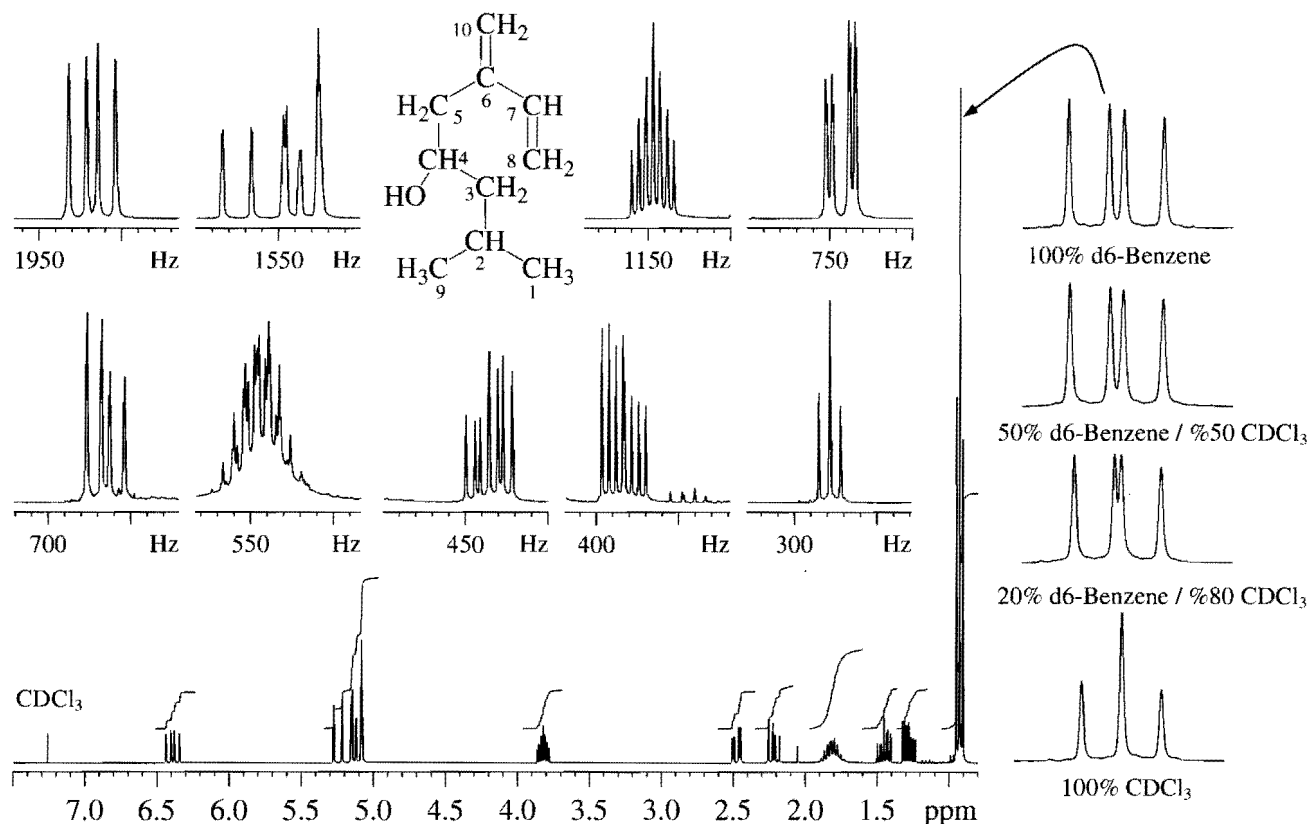 10 CH2
C
6
H2C
5
7 CH
CH
4
8 CH2
HO
3 CH2
CH
2
H3C
9
CH3
1
1950 Hz
1550 Hz
1150 Hz
750 Hz
100% d6-Benzene
700 Hz
550 Hz
450 Hz
400 Hz
300 Hz
50% d6-Benzene / %50 CDCl3
20% d6-Benzene / %80 CDCl3
CDCl3
100% CDCl3
7.0 6.5 6.0 5.5 5.0 4.5 4.0 3.5 3.0 2.5 2.0 1.5 ppm